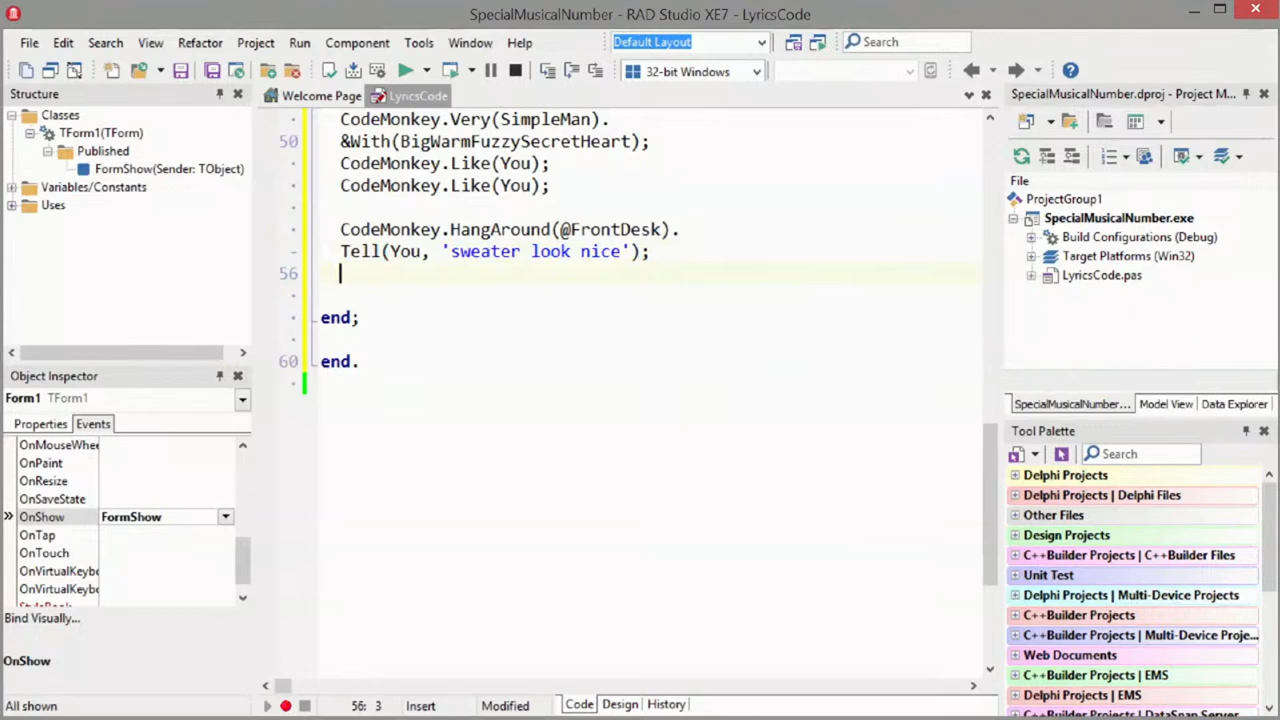 SpecialMusicalNumber - RAD Studio XE7 - LyricsCode
File Edit Search View Refactor Project Run Component Tools Window Help
Default Layout
Search
32-bit Windows
Structure
Classes
TForm1(TForm)
Published
FormShow(Sender: TObject)
Variables/Constants
Uses
Object Inspector
Form1 TForm1
Properties Events
OnMouseWhee
OnPaint
OnResize
OnSaveState
OnShow FormShow
OnTap
OnTouch
OnVirtualKeybo
OnVirtualKeybo
Bind Visually...
OnShow
All shown
Welcome Page LyricsCode
CodeMonkey.Very(SimpleMan).
50 &With(BigWarmFuzzySecretHeart);
CodeMonkey.Like(You);
CodeMonkey.Like(You);
CodeMonkey.HangAround(@FrontDesk).
Tell(You, 'sweater look nice');
56
end;
60 end.
56: 3 Insert Modified Code Design History
SpecialMusicalNumber.dproj - Project M...
File
ProjectGroup1
SpecialMusicalNumber.exe
Build Configurations (Debug)
Target Platforms (Win32)
LyricsCode.pas
SpecialMusicalNumber... Model View Data Explorer
Tool Palette
Search
Delphi Projects
Delphi Projects | Delphi Files
Other Files
Design Projects
C++Builder Projects | C++Builder Files
Unit Test
Delphi Projects | Multi-Device Projects
C++Builder Projects
C++Builder Projects | Multi-Device Proje...
Web Documents
C++Builder Projects | EMS
Delphi Projects | EMS
C++Builder Projects | DataSnap Server